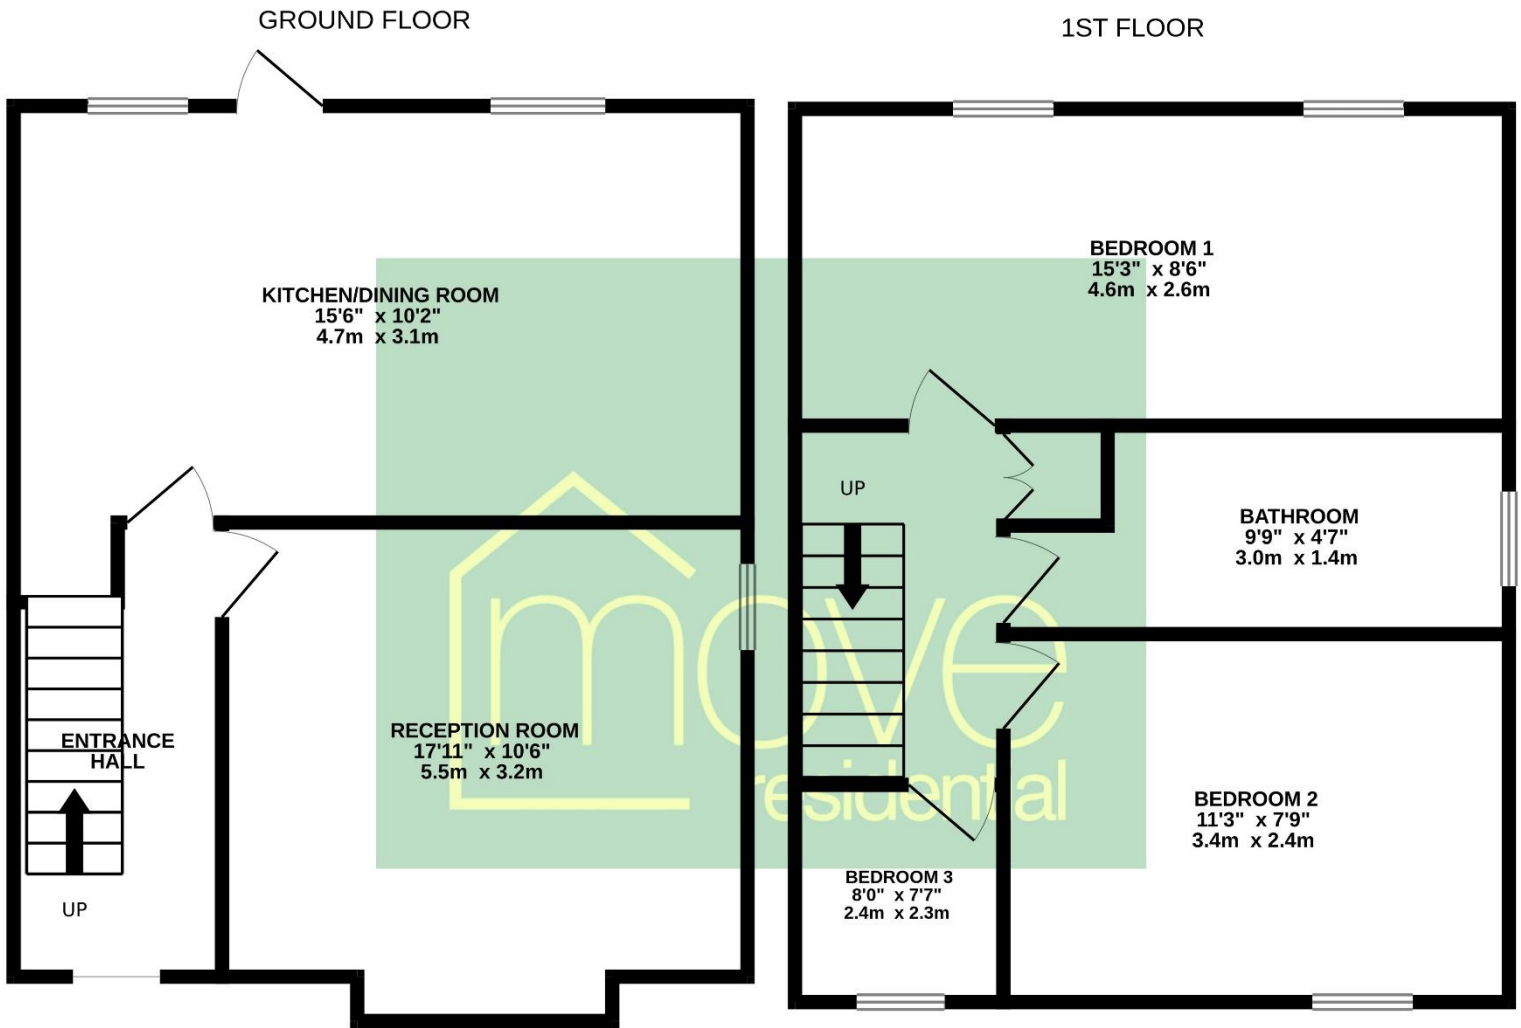 GROUND FLOOR
KITCHEN/DINING ROOM
15'6" x 10'2"
4.7m x 3.1m
ENTRANCE
HALL
UP
RECEPTION ROOM
17'11" x 10'6"
5.5m x 3.2m
1ST FLOOR
BEDROOM 1
15'3" x 8'6"
4.6m x 2.6m
UP
BATHROOM
9'9" x 4'7"
3.0m x 1.4m
BEDROOM 2
11'3" x 7'9"
3.4m x 2.4m
BEDROOM 3
8'0" x 7'7"
2.4m x 2.3m
move
residential